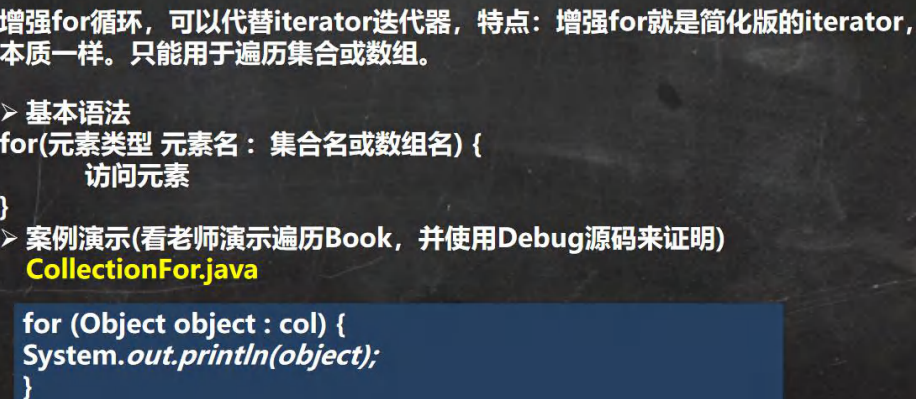 增强for循环，可以代替iterator迭代器，特点：增强for就是简化版的iterator，
本质一样。只能用于遍历集合或数组。
➢ 基本语法
for(元素类型 元素名 ：集合名或数组名) {
访问元素
}
➢ 案例演示(看老师演示遍历Book，并使用Debug源码来证明)
CollectionFor.java
for (Object object : col) {
System.out.println(object);
}